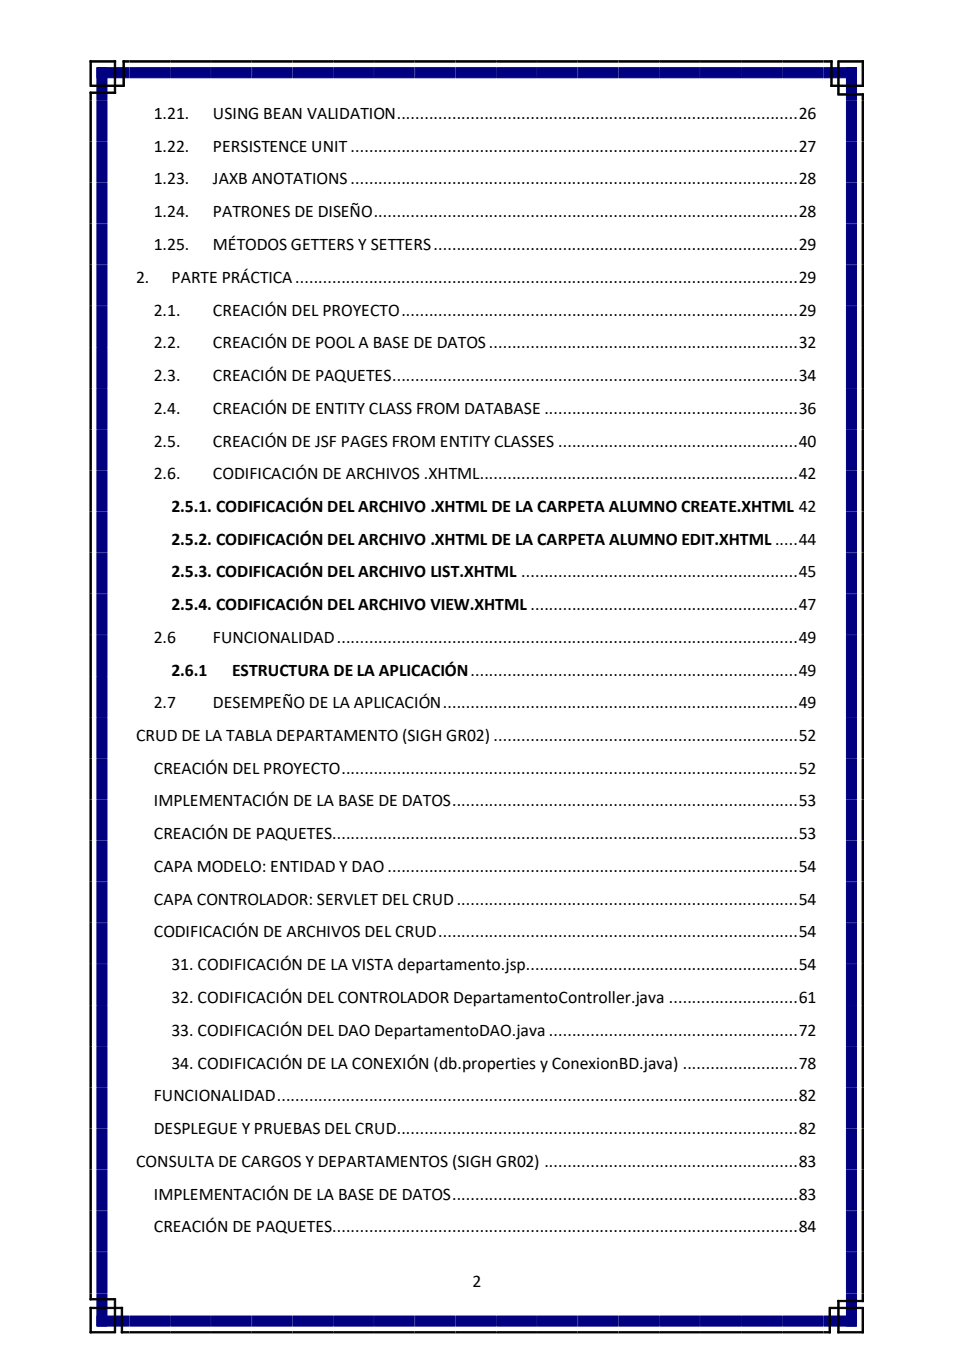 1.21. USING BEAN VALIDATION.....26
1.22. PERSISTENCE UNIT.....27
1.23. JAXB ANOTATIONS.....28
1.24. PATRONES DE DISEÑO.....28
1.25. MÉTODOS GETTERS Y SETTERS.....29
2. PARTE PRÁCTICA.....29
2.1. CREACIÓN DEL PROYECTO.....29
2.2. CREACIÓN DE POOL A BASE DE DATOS.....32
2.3. CREACIÓN DE PAQUETES.....34
2.4. CREACIÓN DE ENTITY CLASS FROM DATABASE.....36
2.5. CREACIÓN DE JSF PAGES FROM ENTITY CLASSES.....40
2.6. CODIFICACIÓN DE ARCHIVOS .XHTML.....42
2.5.1. CODIFICACIÓN DEL ARCHIVO .XHTML DE LA CARPETA ALUMNO CREATE.XHTML 42
2.5.2. CODIFICACIÓN DEL ARCHIVO .XHTML DE LA CARPETA ALUMNO EDIT.XHTML.....44
2.5.3. CODIFICACIÓN DEL ARCHIVO LIST.XHTML.....45
2.5.4. CODIFICACIÓN DEL ARCHIVO VIEW.XHTML.....47
2.6 FUNCIONALIDAD.....49
2.6.1 ESTRUCTURA DE LA APLICACIÓN.....49
2.7 DESEMPEÑO DE LA APLICACIÓN.....49
CRUD DE LA TABLA DEPARTAMENTO (SIGH GR02).....52
CREACIÓN DEL PROYECTO.....52
IMPLEMENTACIÓN DE LA BASE DE DATOS.....53
CREACIÓN DE PAQUETES.....53
CAPA MODELO: ENTIDAD Y DAO.....54
CAPA CONTROLADOR: SERVLET DEL CRUD.....54
CODIFICACIÓN DE ARCHIVOS DEL CRUD.....54
31. CODIFICACIÓN DE LA VISTA departamento.jsp.....54
32. CODIFICACIÓN DEL CONTROLADOR DepartamentoController.java.....61
33. CODIFICACIÓN DEL DAO DepartamentoDAO.java.....72
34. CODIFICACIÓN DE LA CONEXIÓN (db.properties y ConexionBD.java).....78
FUNCIONALIDAD.....82
DESPLEGUE Y PRUEBAS DEL CRUD.....82
CONSULTA DE CARGOS Y DEPARTAMENTOS (SIGH GR02).....83
IMPLEMENTACIÓN DE LA BASE DE DATOS.....83
CREACIÓN DE PAQUETES.....84
2